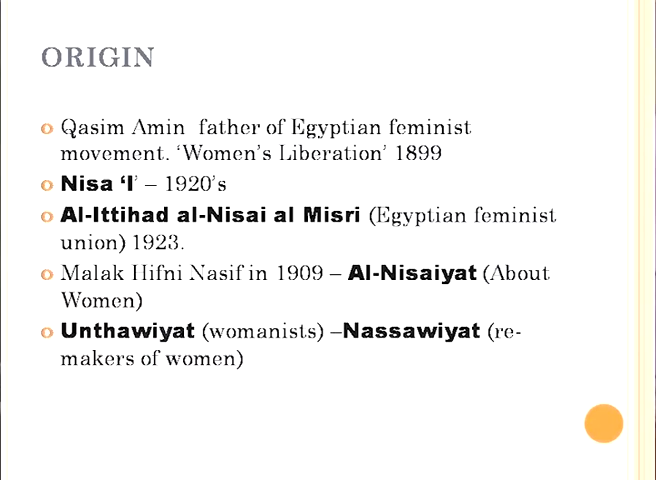 ORIGIN
Qasim Amin father of Egyptian feminist
movement. ‘Women’s Liberation’ 1899
Nisa ‘I’ – 1920’s
Al-Ittihad al-Nisai al Misri (Egyptian feminist
union) 1923.
Malak Hifni Nasif in 1909 – Al-Nisaiyat (About
Women)
Unthawiyat (womanists) –Nassawiyat (re-
makers of women)